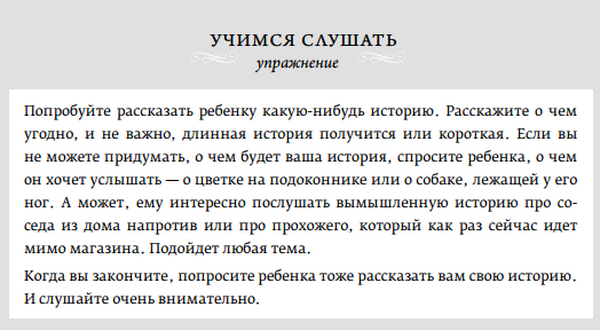 УЧИМСЯ СЛУШАТЬ
упражнение
Попробуйте рассказать ребенку какую-нибудь историю. Расскажите о чем
угодно, и не важно, длинная история получится или короткая. Если вы
не можете придумать, о чем будет ваша история, спросите ребенка, о чем
он хочет услышать — о цветке на подоконнике или о собаке, лежащей у его
ног. А может, ему интересно послушать вымышленную историю про со-
седа из дома напротив или про прохожего, который как раз сейчас идет
мимо магазина. Подойдет любая тема.
Когда вы закончите, попросите ребенка тоже рассказать вам свою историю.
И слушайте очень внимательно.